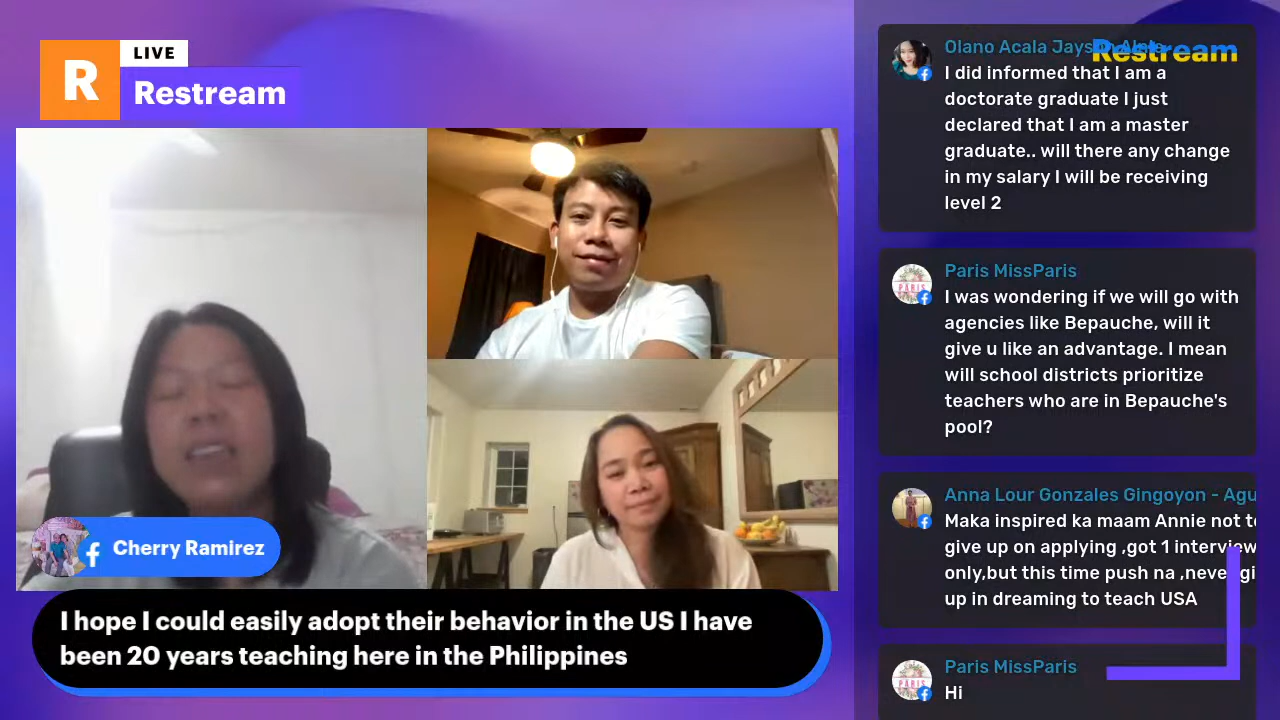 R
LIVE
Restream
Cherry Ramirez
I hope I could easily adopt their behavior in the US I have
been 20 years teaching here in the Philippines
Restream
Olano Acala
I did informed that I am a
doctorate graduate I just
declared that I am a master
graduate.. will there any change
in my salary I will be receiving
level 2
Paris MissParis
I was wondering if we will go with
agencies like Bepauche, will it
give u like an advantage. I mean
will school districts prioritize
teachers who are in Bepauche's
pool?
Anna Lour Gonzales Gingoyon - Agu
Maka inspired ka maam Annie not to
give up on applying ,got 1 interview
only,but this time push na ,never gi
up in dreaming to teach USA
Paris MissParis
Hi